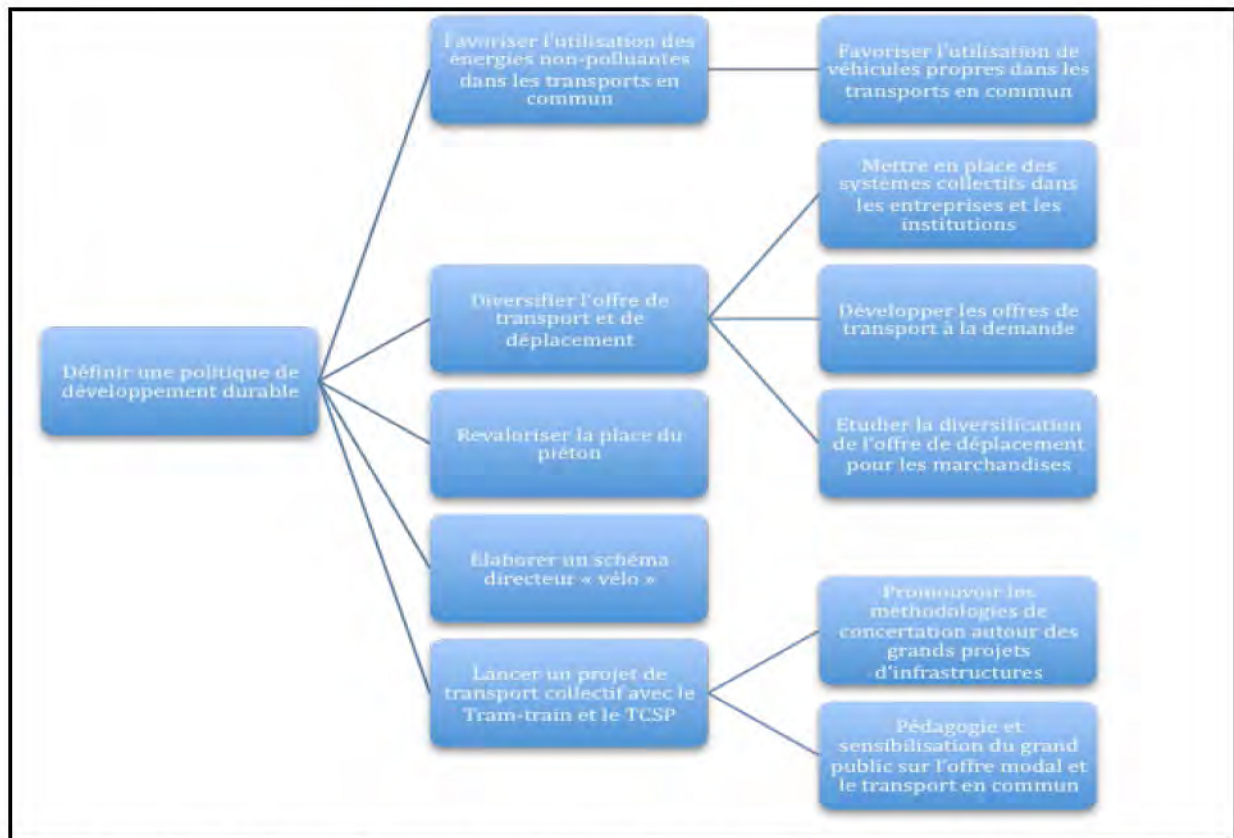 Favoriser l'utilisation des
énergies non-polluantes
dans les transports en
commun
Favoriser l'utilisation de
véhicules propres dans les
transports en commun
Mettre en place des
systèmes collectifs dans
les entreprises et les
institutions
Diversifier l'offre de
transport et de
déplacement
Développer les offres de
transport à la demande
Définir une politique de
développement durable
Revaloriser la place du
piéton
Etudier la diversification
de l'offre de déplacement
pour les marchandises
Élaborer un schéma
directeur « vélo »
Promouvoir les
méthodologies de
concertation autour des
grands projets
d'infrastructures
Lancer un projet de
transport collectif avec le
Tram-train et le TCSP
Pédagogie et
sensibilisation du grand
public sur l'offre modal et
le transport en commun